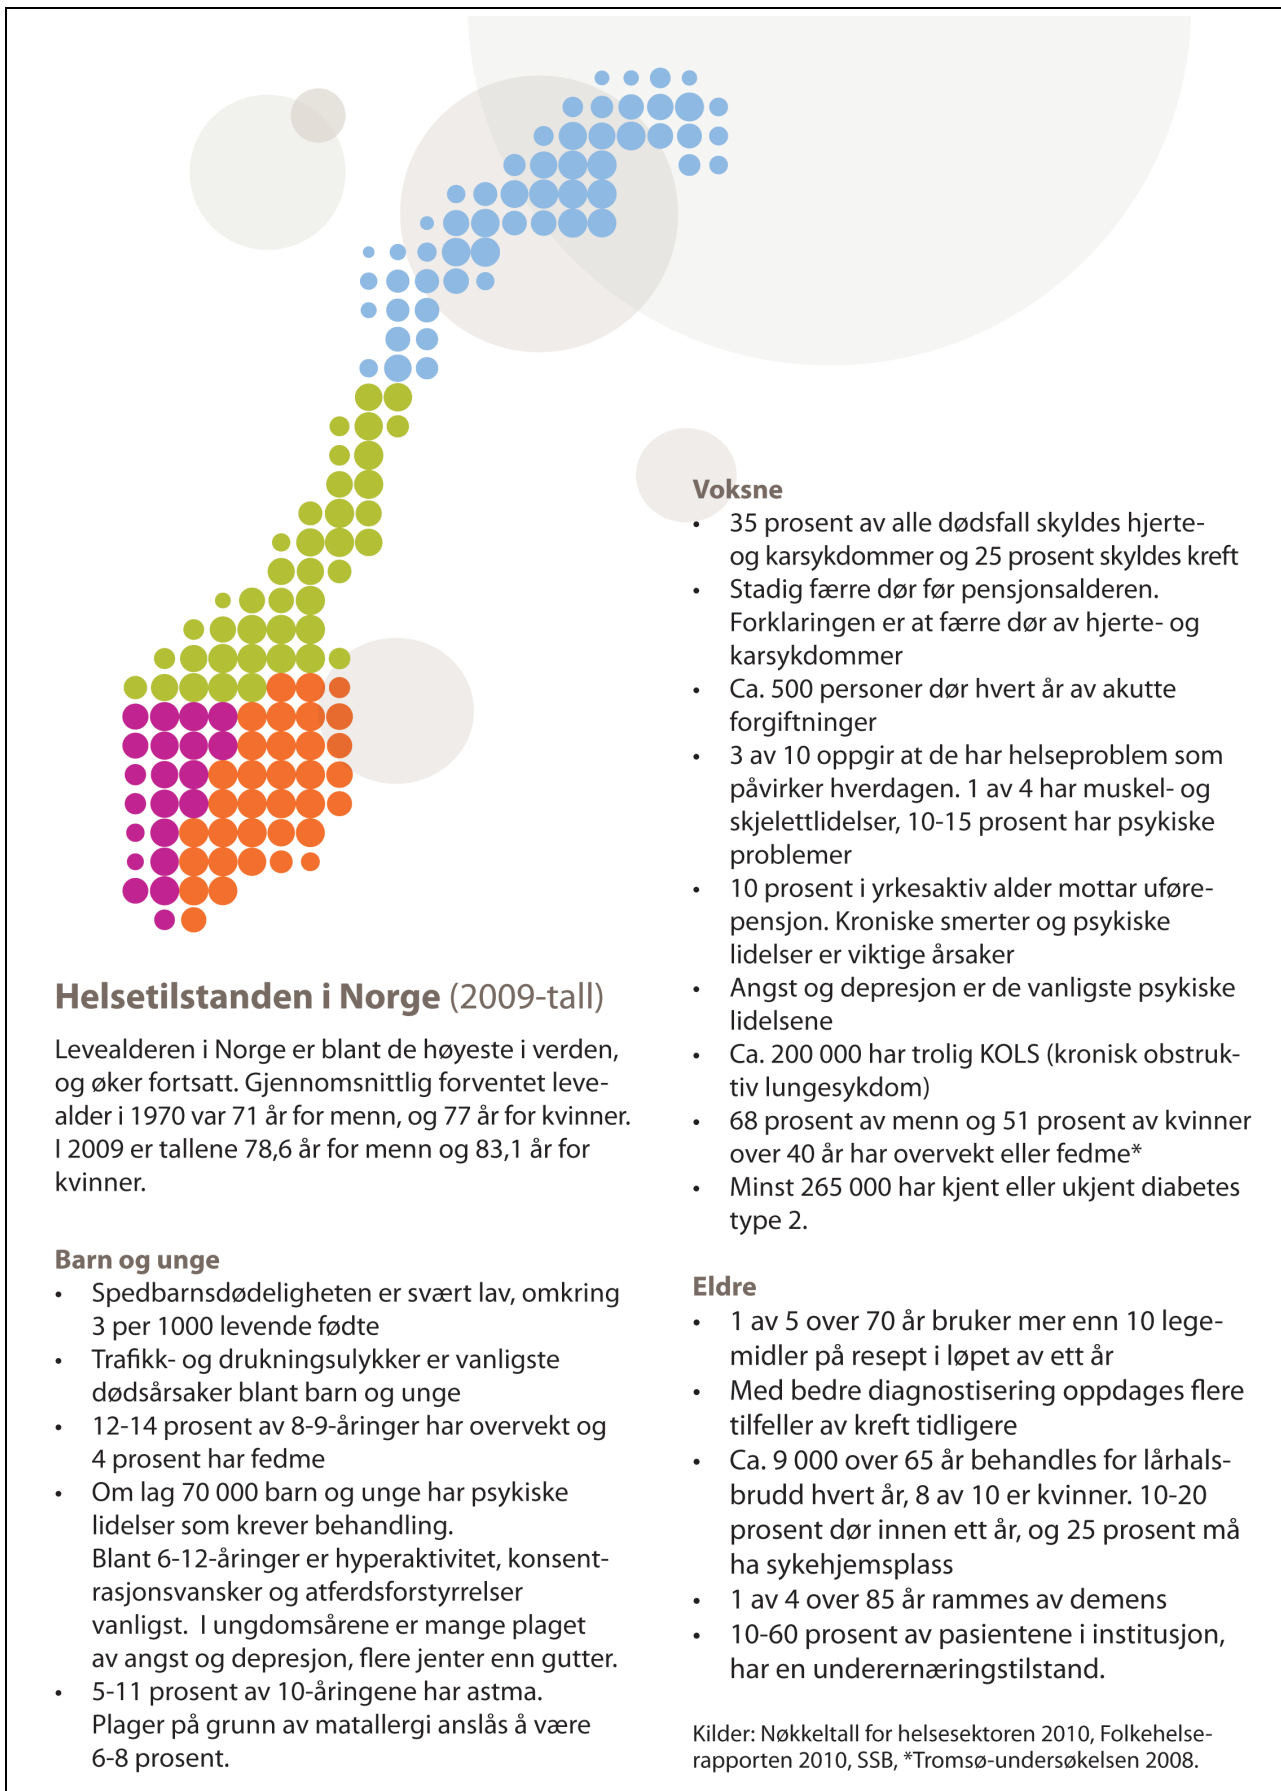 Helsetilstanden i Norge (2009-tall)
Levealderen i Norge er blant de høyeste i verden,
og øker fortsatt. Gjennomsnittlig forventet leve-
alder i 1970 var 71 år for menn, og 77 år for kvinner.
I 2009 er tallene 78,6 år for menn og 83,1 år for
kvinner.
Barn og unge
• Spedbarnsdødeligheten er svært lav, omkring
3 per 1000 levende fødte
• Trafikk- og drukningsulykker er vanligste
dødsårsaker blant barn og unge
• 12-14 prosent av 8-9-åringer har overvekt og
4 prosent har fedme
• Om lag 70 000 barn og unge har psykiske
lidelser som krever behandling.
Blant 6-12-åringer er hyperaktivitet, konsent-
rasjonsvansker og atferdsforstyrrelser
vanligst. I ungdomsårene er mange plaget
av angst og depresjon, flere jenter enn gutter.
• 5-11 prosent av 10-åringene har astma.
Plager på grunn av matallergi anslås å være
6-8 prosent.
Voksne
• 35 prosent av alle dødsfall skyldes hjerte-
og karsykdommer og 25 prosent skyldes kreft
• Stadig færre dør før pensjonsalderen.
Forklaringen er at færre dør av hjerte- og
karsykdommer
• Ca. 500 personer dør hvert år av akutte
forgiftninger
• 3 av 10 oppgir at de har helseproblem som
påvirker hverdagen. 1 av 4 har muskel- og
skjelettlidelser, 10-15 prosent har psykiske
problemer
• 10 prosent i yrkesaktiv alder mottar uføre-
pensjon. Kroniske smerter og psykiske
lidelser er viktige årsaker
• Angst og depresjon er de vanligste psykiske
lidelsene
• Ca. 200 000 har trolig KOLS (kronisk obstruk-
tiv lungesykdom)
• 68 prosent av menn og 51 prosent av kvinner
over 40 år har overvekt eller fedme*
• Minst 265 000 har kjent eller ukjent diabetes
type 2.
Eldre
• 1 av 5 over 70 år bruker mer enn 10 lege-
midler på resept i løpet av ett år
• Med bedre diagnostisering oppdages flere
tilfeller av kreft tidligere
• Ca. 9 000 over 65 år behandles for lårhals-
brudd hvert år, 8 av 10 er kvinner. 10-20
prosent dør innen ett år, og 25 prosent må
ha sykehjemsplass
• 1 av 4 over 85 år rammes av demens
• 10-60 prosent av pasientene i institusjon,
har en underernæringstilstand.
Kilder: Nøkkeltall for helsesektoren 2010, Folkehelse-
rapporten 2010, SSB, *Tromsø-undersøkelsen 2008.